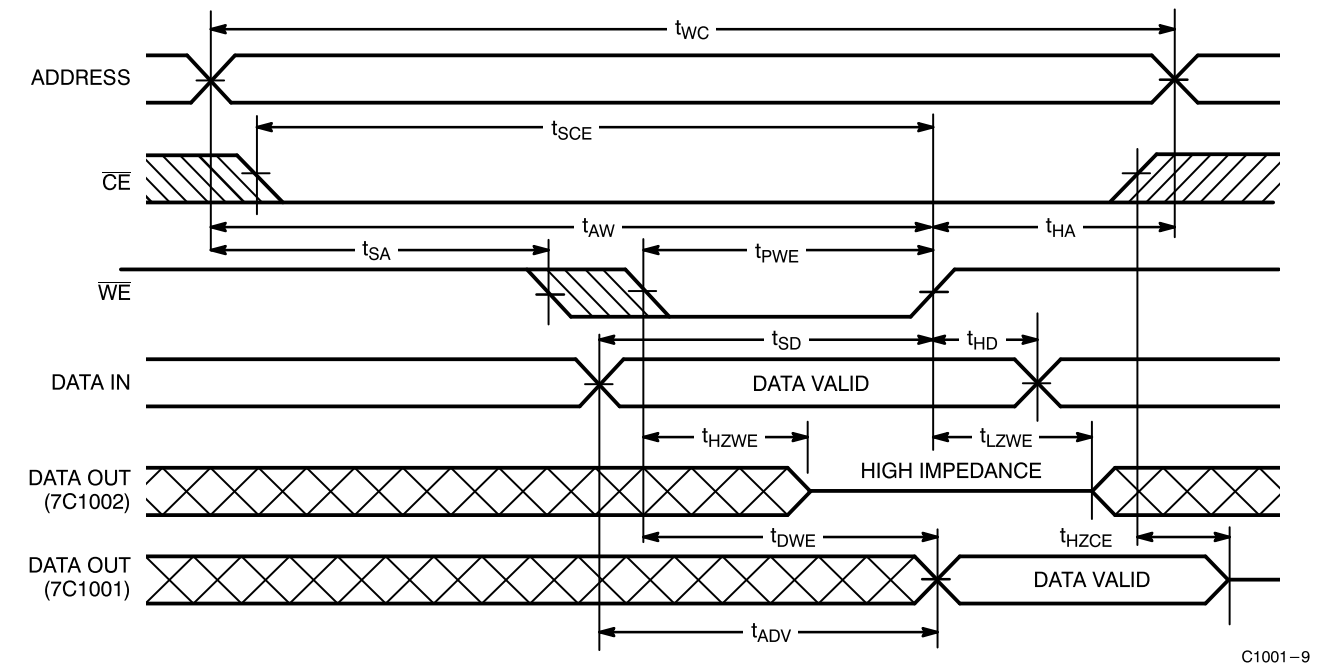 tWC
ADDRESS
tSCE
CE
tAW
tHA
tSA
tPWE
WE
tSD
tHD
DATA IN
DATA VALID
tHZWE
tLZWE
DATA OUT
(7C1002)
HIGH IMPEDANCE
tDWE
tHZCE
DATA OUT
(7C1001)
DATA VALID
tADV
C1001−9